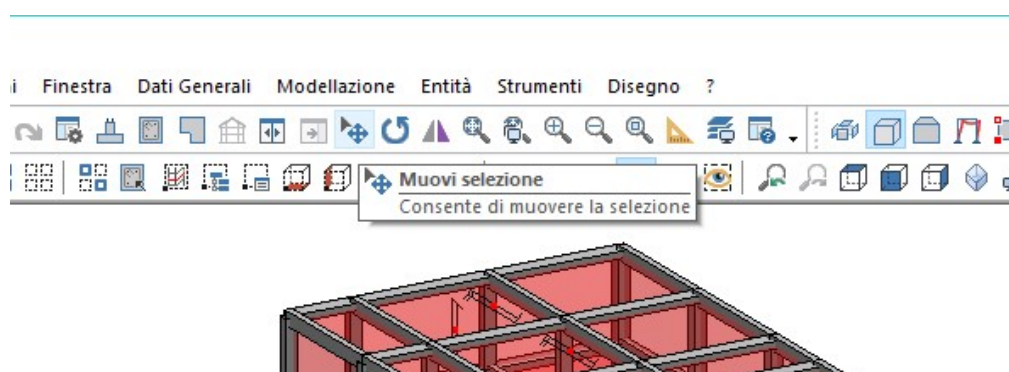 i Finestra Dati Generali Modellazione Entità Strumenti Disegno ?
Muovi selezione
Consente di muovere la selezione